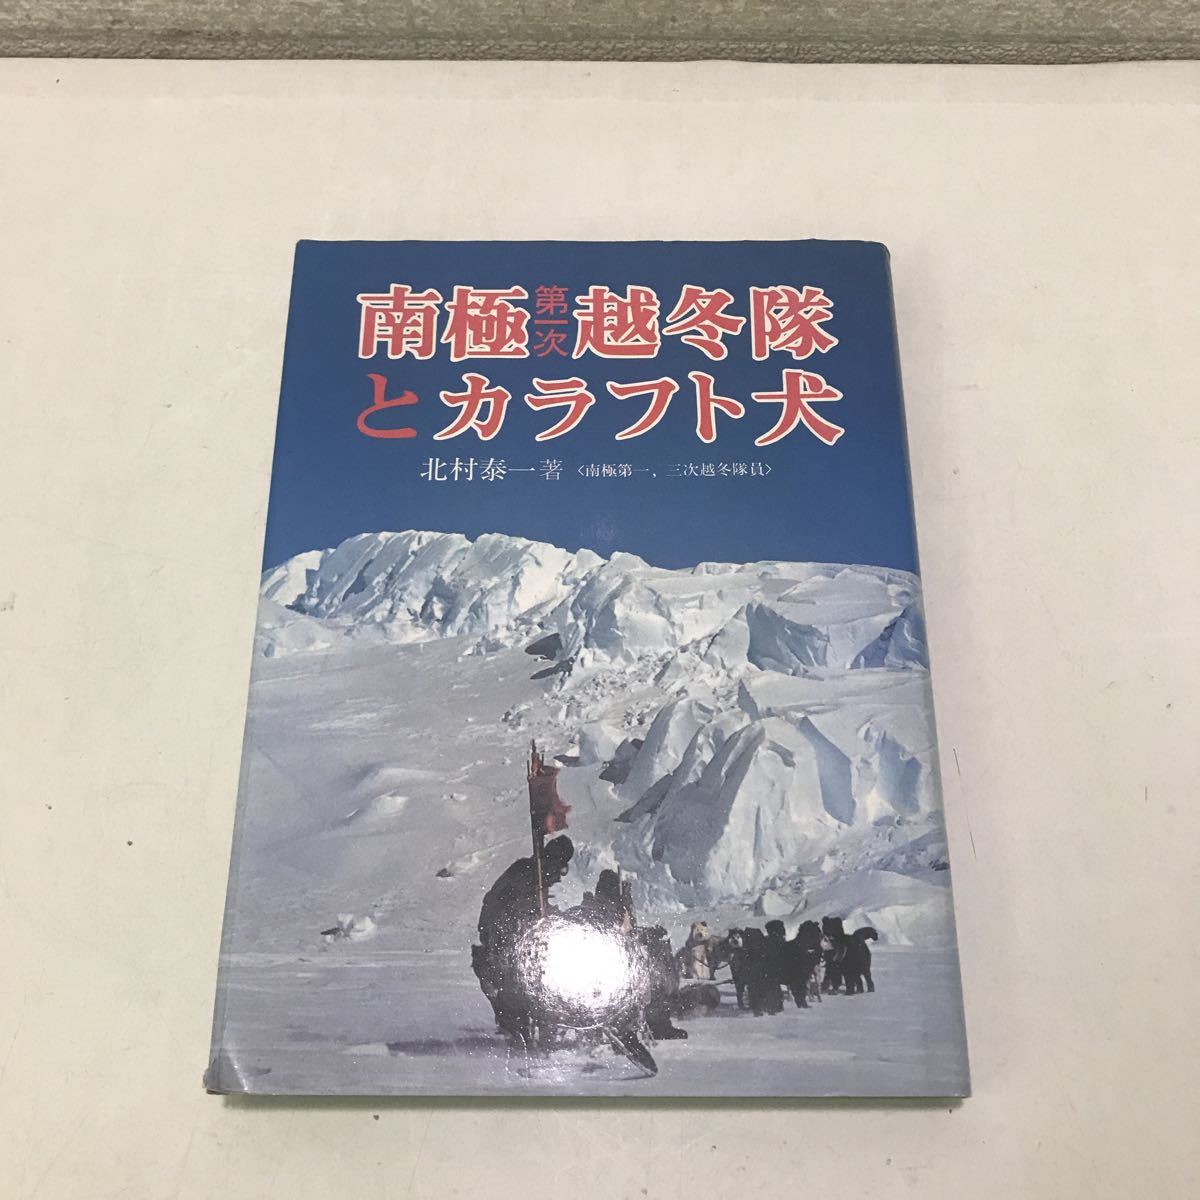 南極第一次越冬隊
とカラフト犬
北村泰一著〈南極第一，三次越冬隊員〉